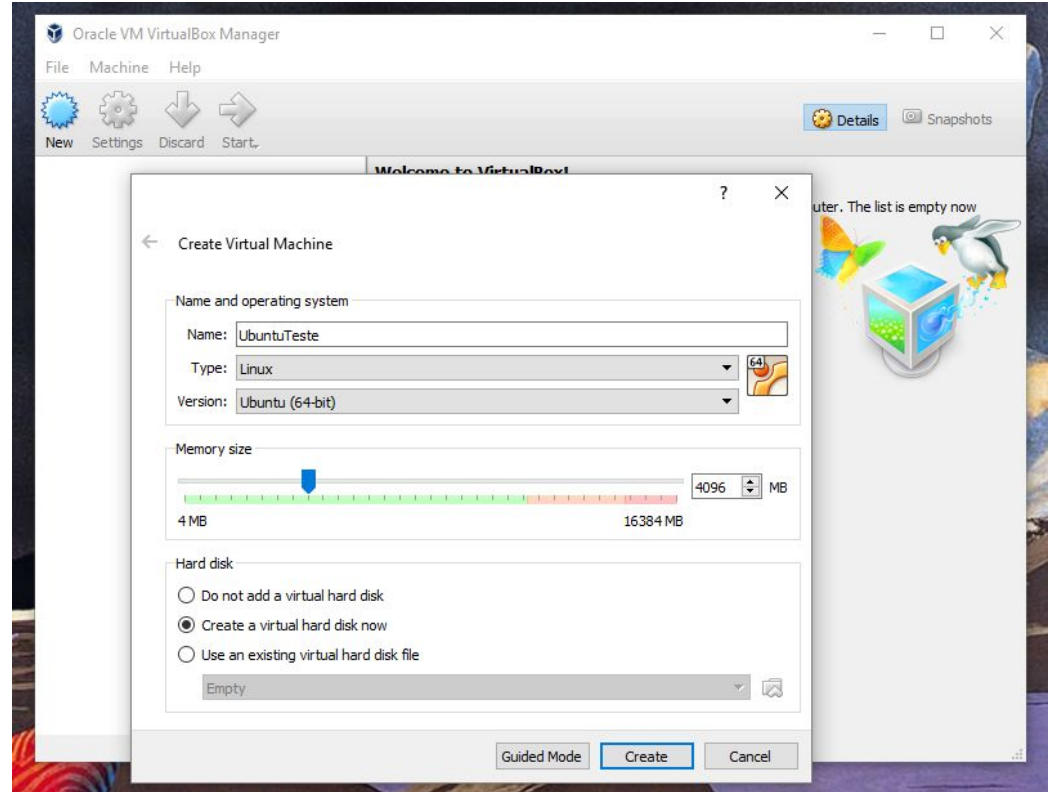 Oracle VM VirtualBox Manager
File Machine Help
New Settings Discard Start
Details Snapshots
Welcome to VirtualBox!
uter. The list is empty now
? 
Create Virtual Machine
Name and operating system
Name: UbuntuTeste
Type: Linux
64
Version: Ubuntu (64-bit)
Memory size
4096 MB
4 MB 16384 MB
Hard disk
Do not add a virtual hard disk
Create a virtual hard disk now
Use an existing virtual hard disk file
Empty
Guided Mode Create Cancel